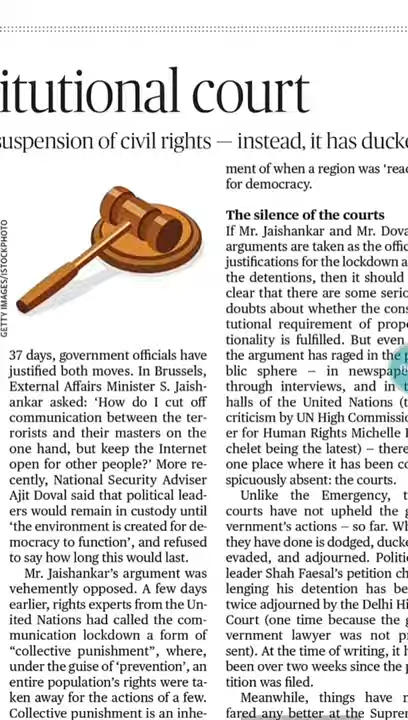 itutional court
suspension of civil rights — instead, it has ducke
GETTY IMAGES/ISTOCKPHOTO
37 days, government officials have
justified both moves. In Brussels,
External Affairs Minister S. Jaish-
ankar asked: ‘How do I cut off
communication between the ter-
rorists and their masters on the
one hand, but keep the Internet
open for other people?’ More re-
cently, National Security Adviser
Ajit Doval said that political lead-
ers would remain in custody until
‘the environment is created for de-
mocracy to function’, and refused
to say how long this would last.
Mr. Jaishankar’s argument was
vehemently opposed. A few days
earlier, rights experts from the Un-
ited Nations had called the com-
munication lockdown a form of
“collective punishment”, where,
under the guise of ‘prevention’, an
entire population’s rights were ta-
ken away for the actions of a few.
Collective punishment is an inhe-
ment of when a region was ‘read
for democracy.
The silence of the courts
If Mr. Jaishankar and Mr. Doval
arguments are taken as the offic
justifications for the lockdown a
the detentions, then it should
clear that there are some serio
doubts about whether the cons
tutional requirement of propo
tionality is fulfilled. But even
the argument has raged in the p
blic sphere — in newspape
through interviews, and in t
halls of the United Nations (t
criticism by UN High Commissio
er for Human Rights Michelle B
chelet being the latest) — there
one place where it has been co
spicuously absent: the courts.
Unlike the Emergency, t
courts have not upheld the g
vernment’s actions — so far. Wh
they have done is dodged, ducke
evaded, and adjourned. Politic
leader Shah Faesal’s petition cha
lenging his detention has bee
twice adjourned by the Delhi Hi
Court (one time because the g
vernment lawyer was not pr
sent). At the time of writing, it h
been over two weeks since the p
tition was filed.
Meanwhile, things have n
fared any better at the Suprem